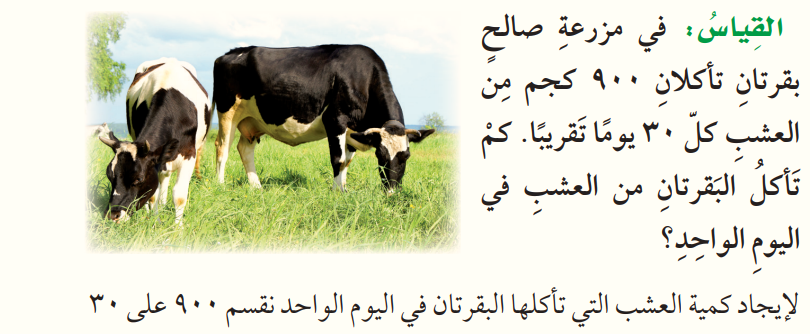 القِياسُ: في مزرعةِ صالحٍ
بقرتانِ تأكلانِ ٩٠٠ كجم مِن
العشبِ كلّ ٣٠ يومًا تَقريبًا. كمْ
تَأكلُ البَقرتانِ من العشبِ في
اليومِ الواحِدِ؟
لإيجاد كمية العشب التي تأكلها البقرتان في اليوم الواحد نقسم ٩٠٠ على ٣٠